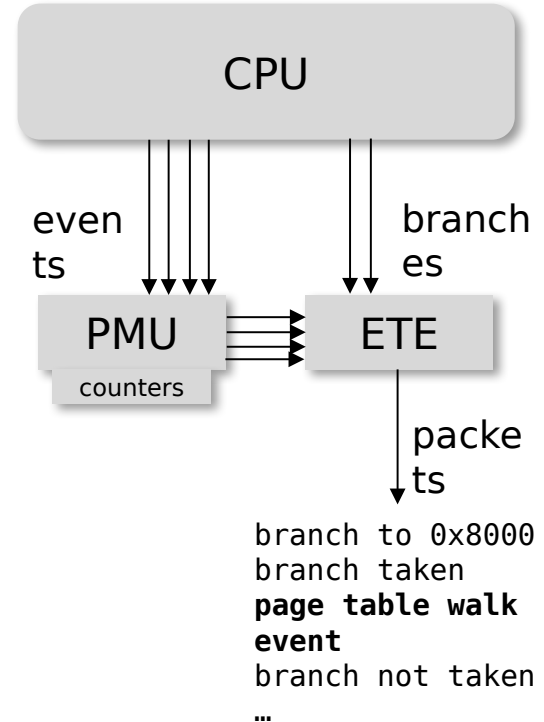 CPU
even
ts
branch
es
PMU
ETE
counters
packe
ts
branch to 0x8000
branch taken
page table walk
event
branch not taken
…